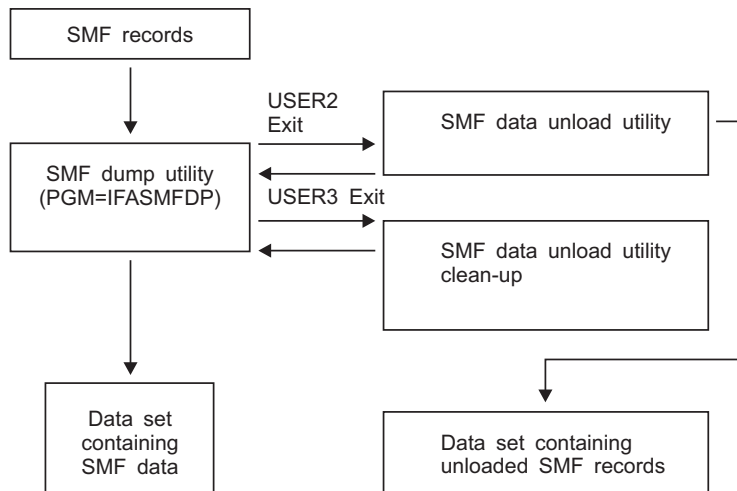 SMF records
USER2
Exit
SMF data unload utility
SMF dump utility
(PGM=IFASMFDP)
USER3 Exit
SMF data unload utility
clean-up
Data set
containing
SMF data
Data set containing
unloaded SMF records